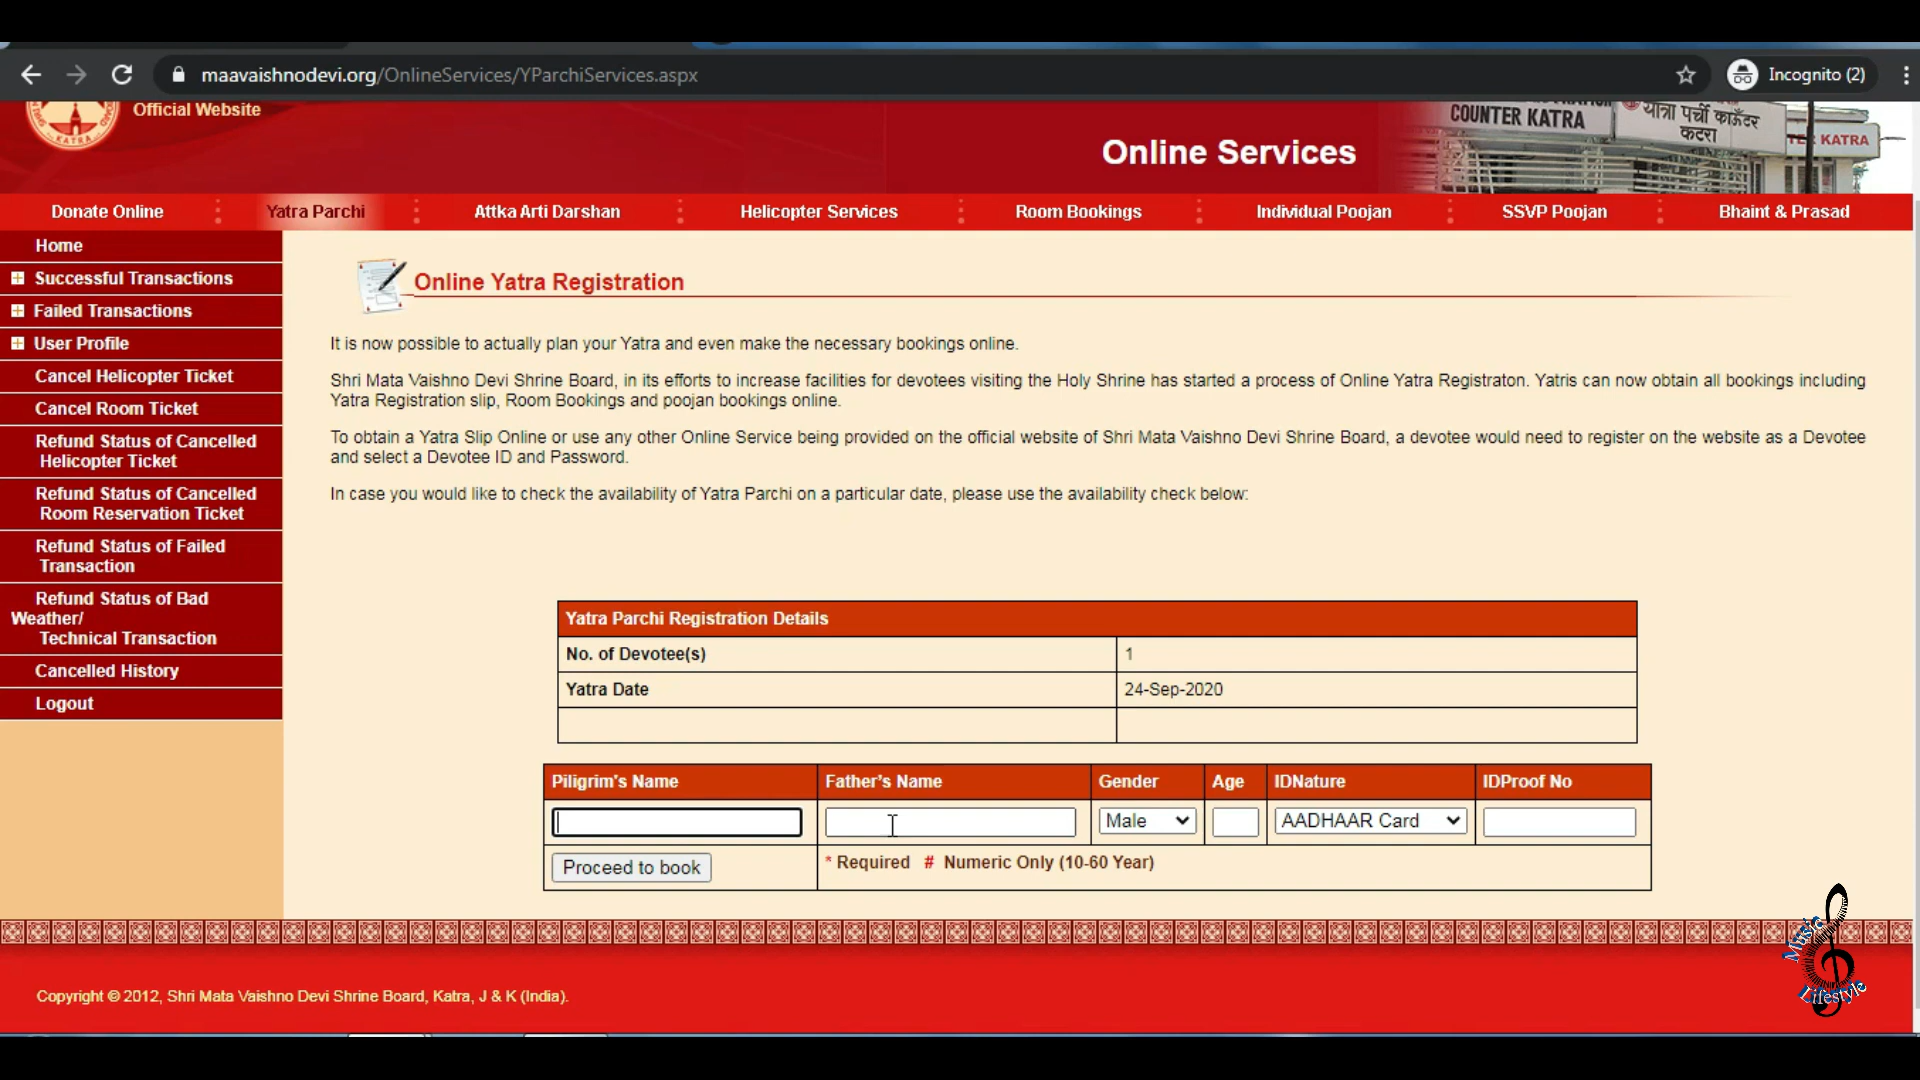 maavaishnodevi.org/OnlineServices/YParchiServices.aspx
Incognito (2)
Official Website
KATRA
COUNTER KATRA
यात्रा पर्ची काऊँटर
कटरा
KATRA
Online Services
Donate Online
Yatra Parchi
Attka Arti Darshan
Helicopter Services
Room Bookings
Individual Poojan
SSVP Poojan
Bhaint & Prasad
Home
Successful Transactions
Failed Transactions
User Profile
Cancel Helicopter Ticket
Cancel Room Ticket
Refund Status of Cancelled
Helicopter Ticket
Refund Status of Cancelled
Room Reservation Ticket
Refund Status of Failed
Transaction
Refund Status of Bad
Weather/
Technical Transaction
Cancelled History
Logout
Online Yatra Registration
It is now possible to actually plan your Yatra and even make the necessary bookings online.
Shri Mata Vaishno Devi Shrine Board, in its efforts to increase facilities for devotees visiting the Holy Shrine has started a process of Online Yatra Registraton. Yatris can now obtain all bookings including
Yatra Registration slip, Room Bookings and poojan bookings online.
To obtain a Yatra Slip Online or use any other Online Service being provided on the official website of Shri Mata Vaishno Devi Shrine Board, a devotee would need to register on the website as a Devotee
and select a Devotee ID and Password.
In case you would like to check the availability of Yatra Parchi on a particular date, please use the availability check below:
Yatra Parchi Registration Details
No. of Devotee(s) 1
Yatra Date 24-Sep-2020
Piligrim's Name Father's Name Gender Age IDNature IDProof No
Male AADHAAR Card
Proceed to book * Required # Numeric Only (10-60 Year)
Music
Lifestyle
Copyright © 2012, Shri Mata Vaishno Devi Shrine Board, Katra, J & K (India).